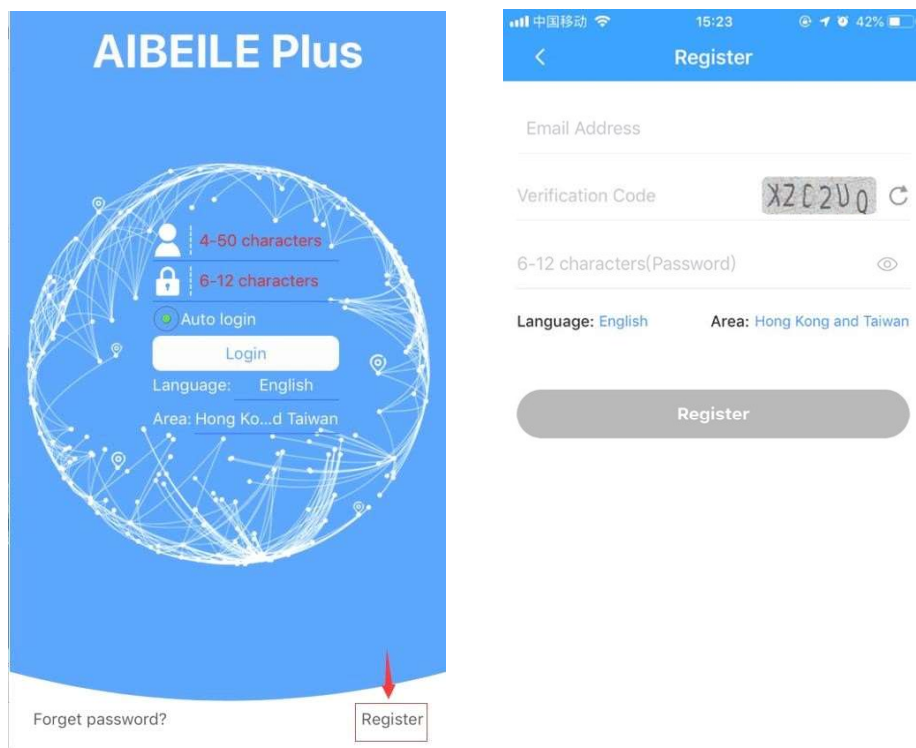 AIBEILE Plus
4-50 characters
6-12 characters
Auto login
Login
Language: English
Area: Hong Ko...d Taiwan
Forget password?
Register
中国移动 15:23 42%
Register
Email Address
Verification Code XZC2U0
6-12 characters(Password)
Language: English Area: Hong Kong and Taiwan
Register